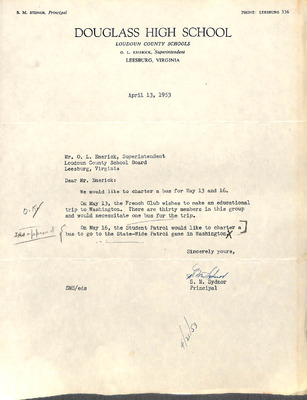 S. M. SYDNOR, Principal
PHONE: LEESBURG 336
DOUGLASS HIGH SCHOOL
LOUDOUN COUNTY SCHOOLS
O. L. EMERICK, Superintendent
LEESBURG, VIRGINIA
April 13, 1953
Mr. O. L. Emerick, Superintendent
Loudoun County School Board
Leesburg, Virginia
Dear Mr. Emerick:
We would like to charter a bus for May 13 and 16.
On May 13, the French Club wishes to make an educational
trip to Washington. There are thirty members in this group
and would necessitate one bus for the trip.
O.K.
On May 16, the Student Patrol would like to charter a
bus to go to the State-Wide Patrol game in Washington.
Sincerely yours,
S. M. Sydnor
S. M. Sydnor
Principal
SMS/eds
4/21/53